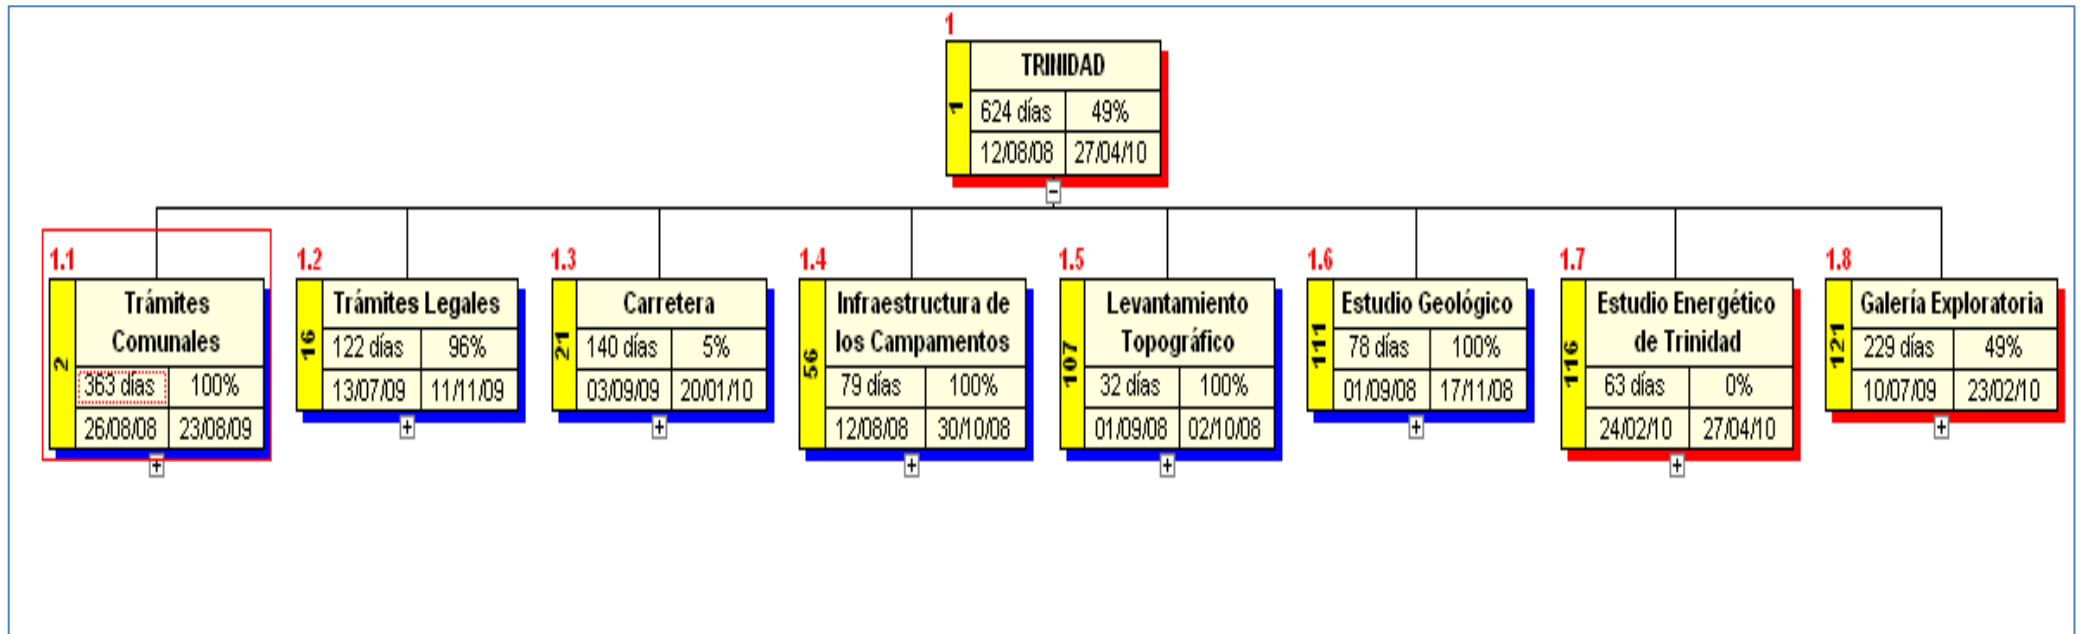 1
TRINIDAD
1
624 días 49%
12/08/08 27/04/10
1.1
Trámites
Comunales
2
363 días 100%
26/08/08 23/08/09
1.2
Trámites Legales
16
122 días 96%
13/07/09 11/11/09
1.3
Carretera
21
140 días 5%
03/09/09 20/01/10
1.4
Infraestructura de
los Campamentos
56
79 días 100%
12/08/08 30/10/08
1.5
Levantamiento
Topográfico
107
32 días 100%
01/09/08 02/10/08
1.6
Estudio Geológico
111
78 días 100%
01/09/08 17/11/08
1.7
Estudio Energético
de Trinidad
116
63 días 0%
24/02/10 27/04/10
1.8
Galería Exploratoria
121
229 días 49%
10/07/09 23/02/10